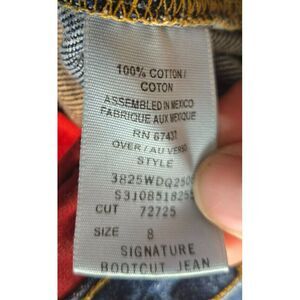 100% COTTON/
COTON
ASSEMBLED IN MEXICO
FABRIQUE AUX MEXIQUE
RN 67437
OVER/AU VERSO
STYLE
CUT 72725
SIZE 8
SIGNATURE
BOOTCUT JEAN